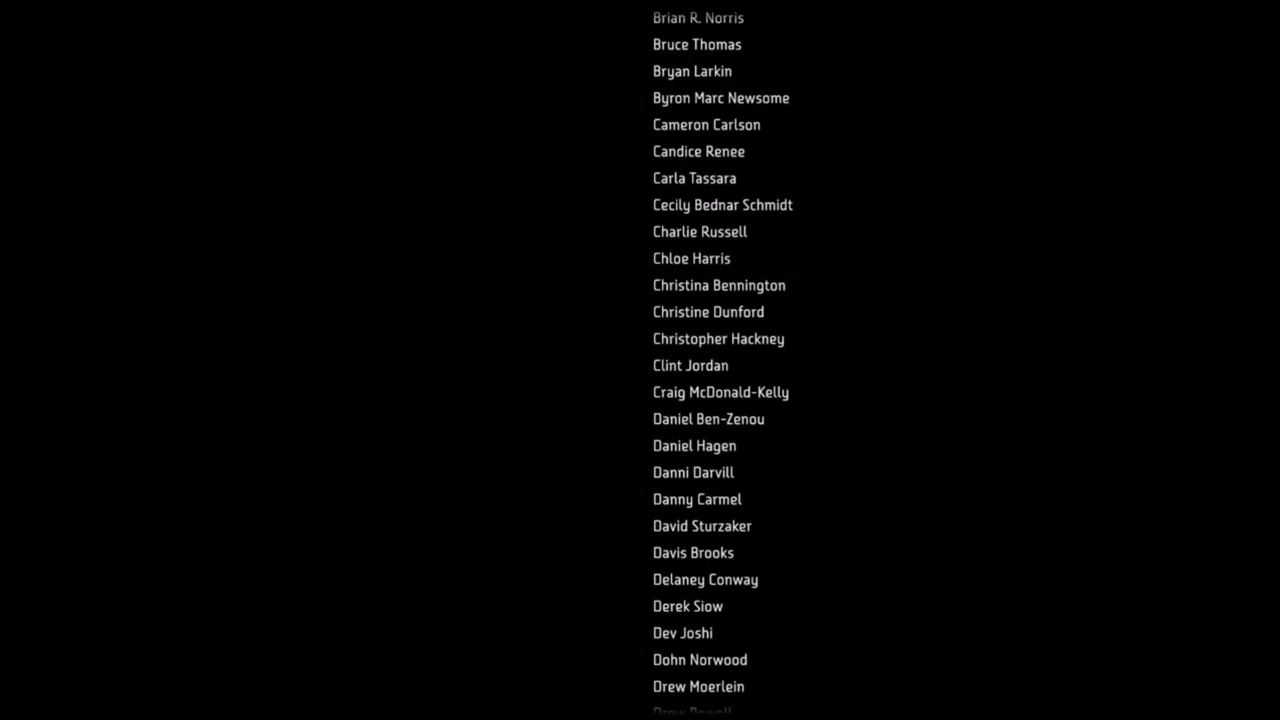 Brian R. Norris
Bruce Thomas
Bryan Larkin
Byron Marc Newsome
Cameron Carlson
Candice Renee
Carla Tassara
Cecily Bednar Schmidt
Charlie Russell
Chloe Harris
Christina Bennington
Christine Dunford
Christopher Hackney
Clint Jordan
Craig McDonald-Kelly
Daniel Ben-Zenou
Daniel Hagen
Danni Darvill
Danny Carmel
David Sturzaker
Davis Brooks
Delaney Conway
Derek Siow
Dev Joshi
Dohn Norwood
Drew Moerlein